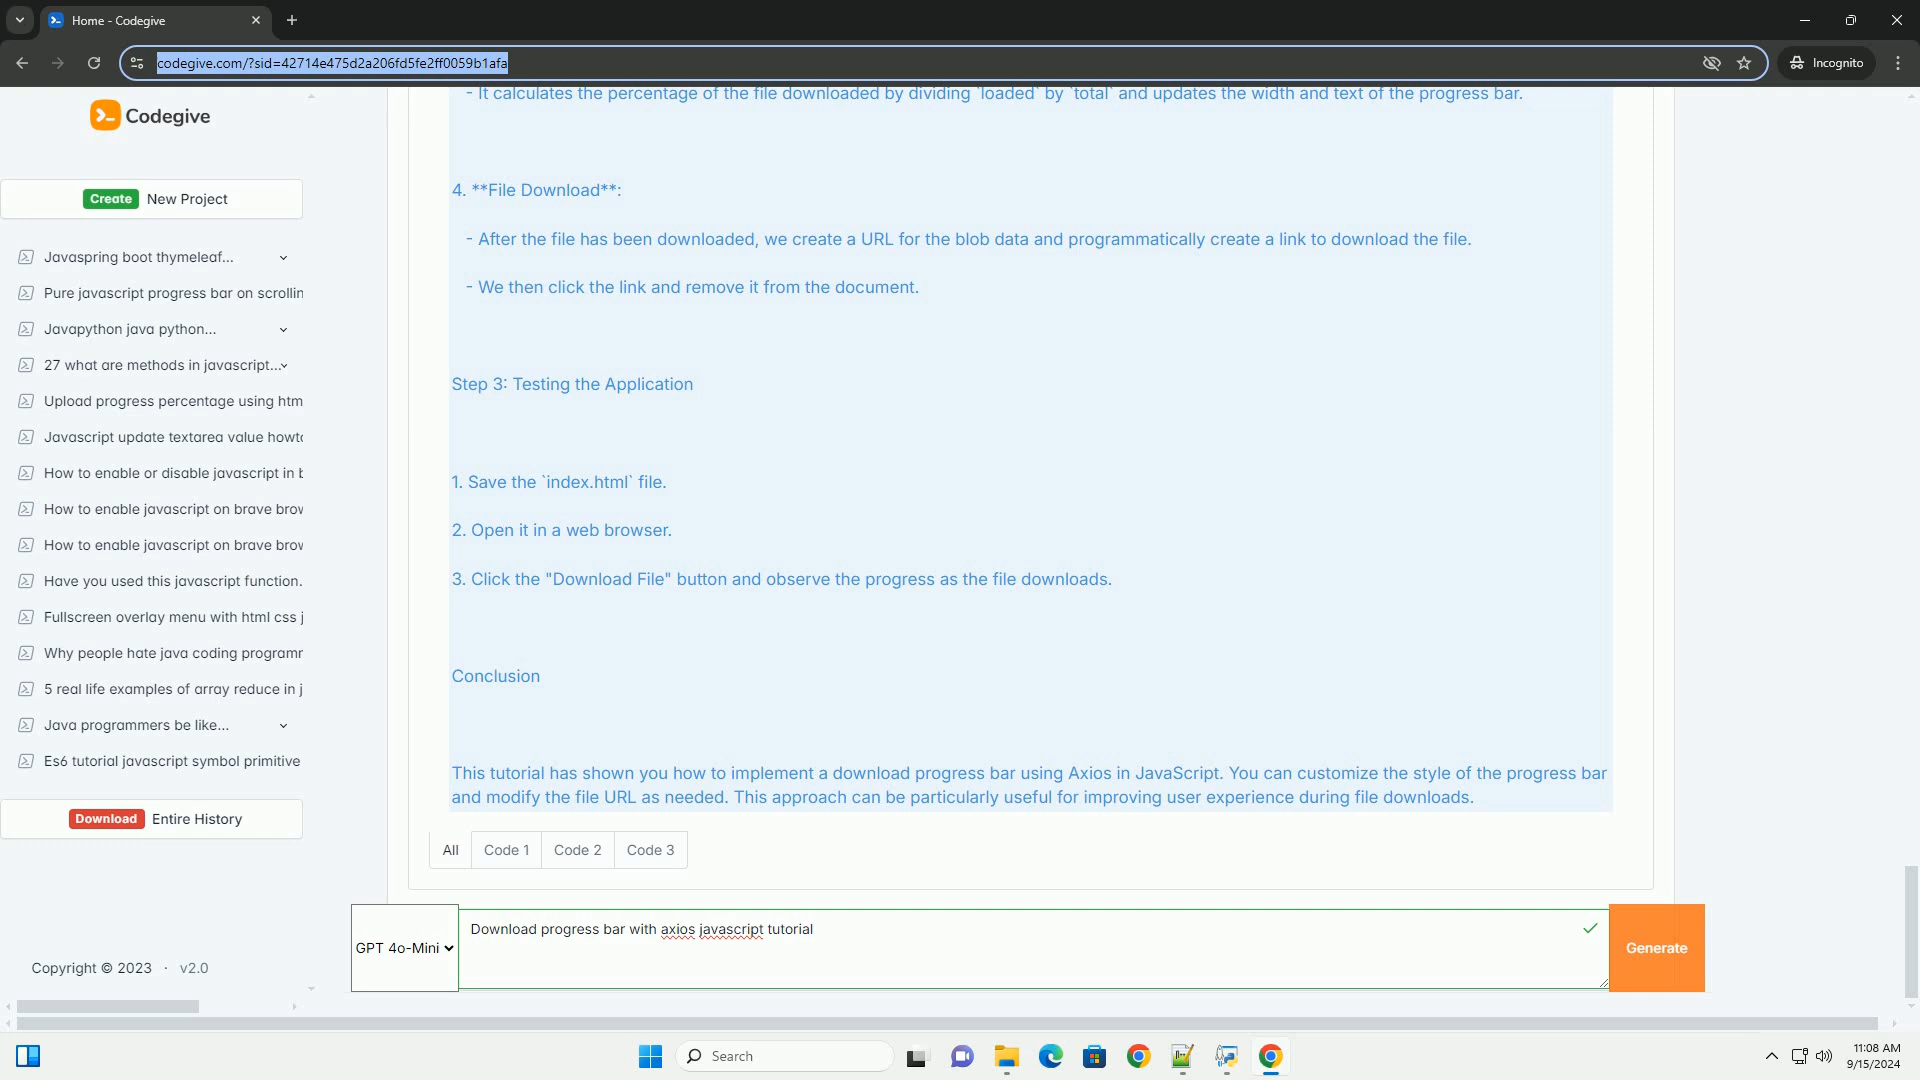 Home - Codegive
codegive.com/?sid=42714e475d2a206fd5fe2ff0059b1afa
Incognito
Codegive
Create New Project
Javaspring boot thymeleaf...
Pure javascript progress bar on scrollin
Javapython java python...
27 what are methods in javascript...
Upload progress percentage using htm
Javascript update textarea value howto
How to enable or disable javascript in b
How to enable javascript on brave brow
How to enable javascript on brave brow
Have you used this javascript function.
Fullscreen overlay menu with html css j
Why people hate java coding programm
5 real life examples of array reduce in j
Java programmers be like...
Es6 tutorial javascript symbol primitive
Download Entire History
Copyright © 2023 · v2.0
- It calculates the percentage of the file downloaded by dividing `loaded` by `total` and updates the width and text of the progress bar.
4. **File Download**:
- After the file has been downloaded, we create a URL for the blob data and programmatically create a link to download the file.
- We then click the link and remove it from the document.
Step 3: Testing the Application
1. Save the `index.html` file.
2. Open it in a web browser.
3. Click the "Download File" button and observe the progress as the file downloads.
Conclusion
This tutorial has shown you how to implement a download progress bar using Axios in JavaScript. You can customize the style of the progress bar
and modify the file URL as needed. This approach can be particularly useful for improving user experience during file downloads.
All Code 1 Code 2 Code 3
GPT 4o-Mini
Download progress bar with axios javascript tutorial
Generate
Search
11:08 AM
9/15/2024